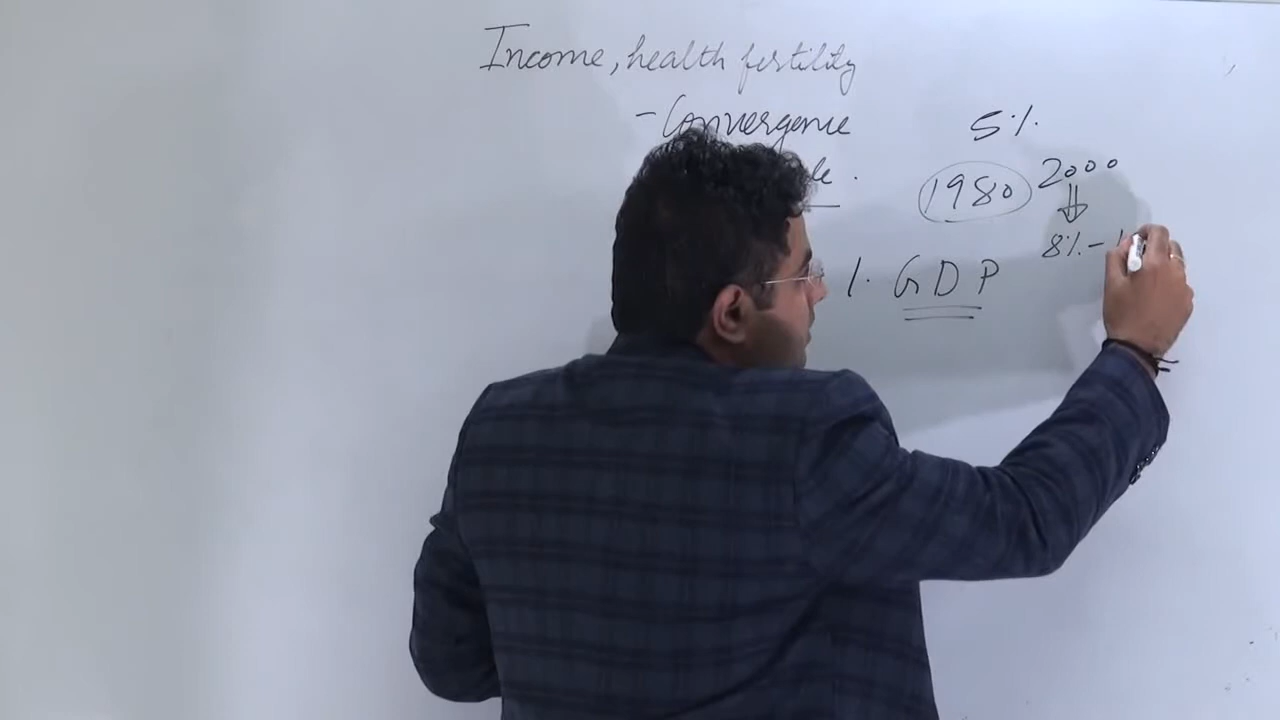 Income, health fertility
- Convergence
5%
1980 2000
8% -
1. GDP